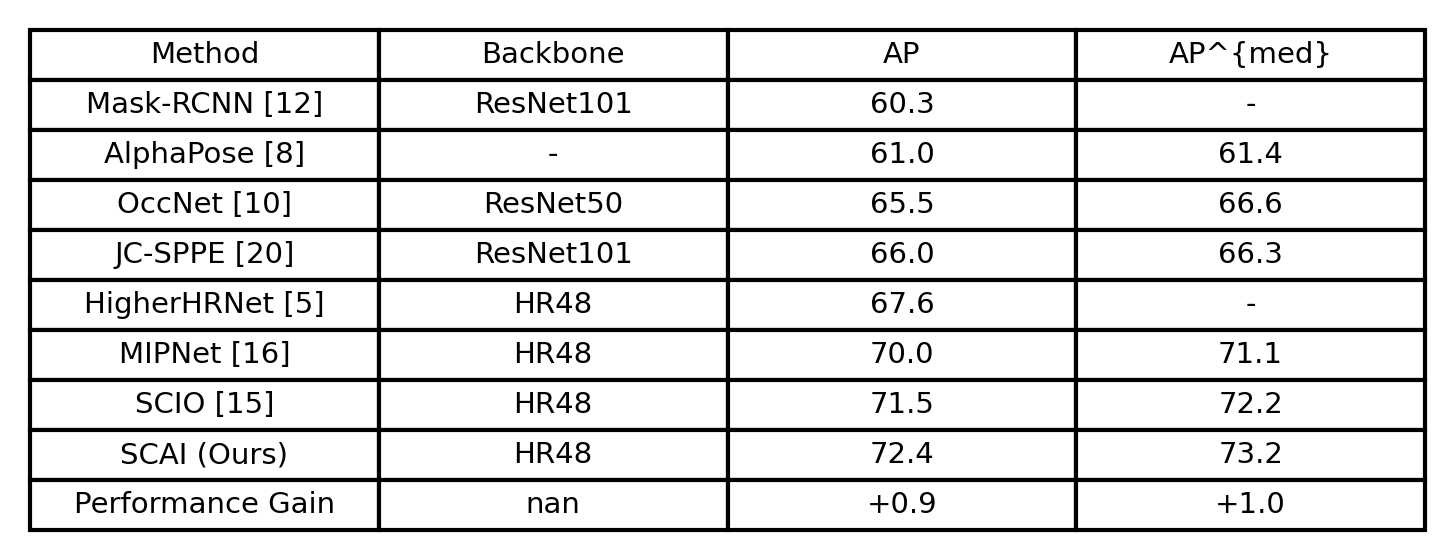 Method Backbone AP AP^{med}
Mask-RCNN [12] ResNet101 60.3 -
AlphaPose [8] - 61.0 61.4
OccNet [10] ResNet50 65.5 66.6
JC-SPPE [20] ResNet101 66.0 66.3
HigherHRNet [5] HR48 67.6 -
MIPNet [16] HR48 70.0 71.1
SCIO [15] HR48 71.5 72.2
SCAI (Ours) HR48 72.4 73.2
Performance Gain nan +0.9 +1.0